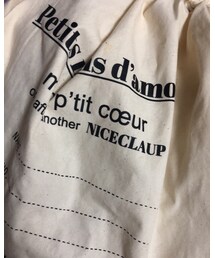 Petits
d'amo
n p'tit cœur
another NICECLAUP